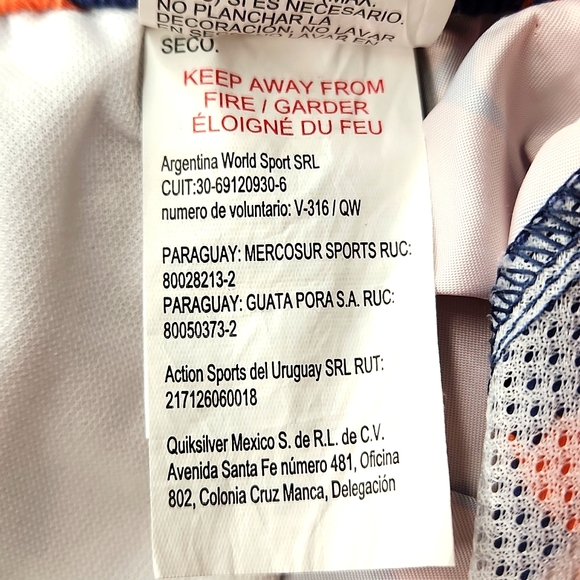 SI ES NECESARIO.
NO PLANCHAR LA
DECORACIÓN, NO LAVAR
EN
SECO.
KEEP AWAY FROM
FIRE / GARDER
ÉLOIGNÉ DU FEU
Argentina World Sport SRL
CUIT:30-69120930-6
numero de voluntario: V-316 / QW
PARAGUAY: MERCOSUR SPORTS RUC:
80028213-2
PARAGUAY: GUATA PORA S.A. RUC:
80050373-2
Action Sports del Uruguay SRL RUT:
217126060018
Quiksilver Mexico S. de R.L. de C.V.
Avenida Santa Fe número 481, Oficina
802, Colonia Cruz Manca, Delegación